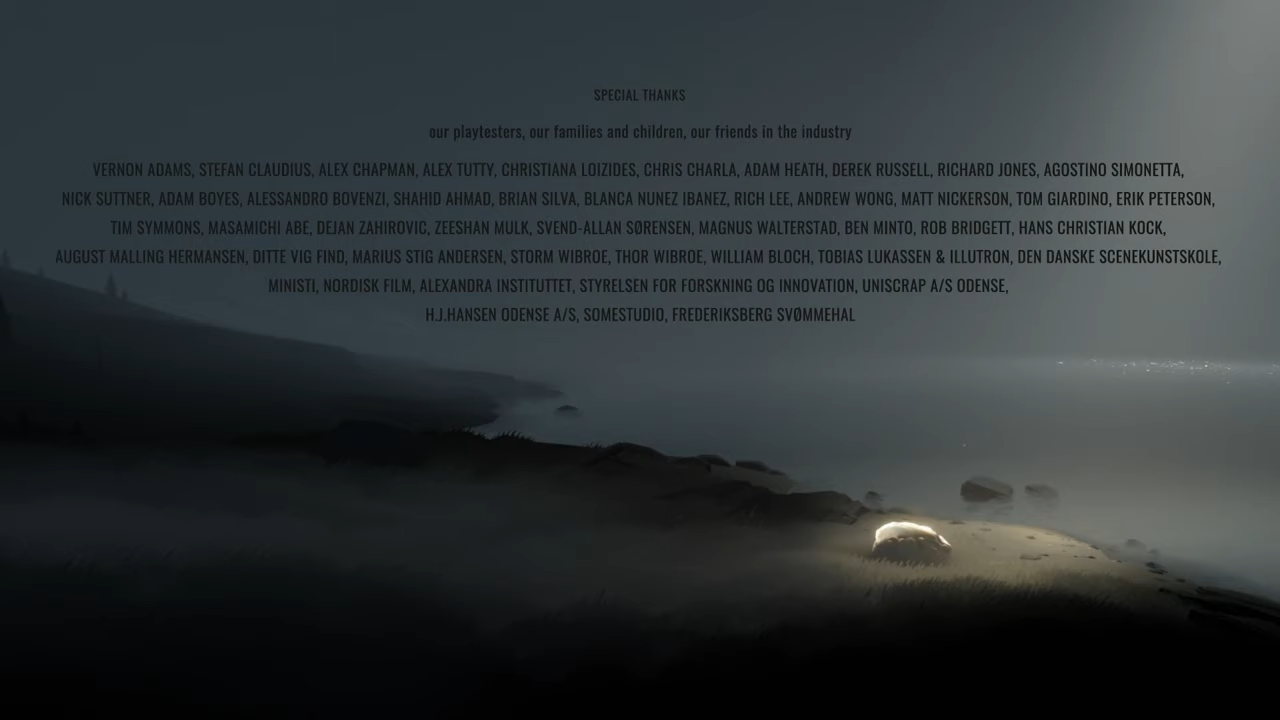 SPECIAL THANKS
our playtesters, our families and children, our friends in the industry
VERNON ADAMS, STEFAN CLAUDIUS, ALEX CHAPMAN, ALEX TUTTY, CHRISTIANA LOIZIDES, CHRIS CHARLA, ADAM HEATH, DEREK RUSSELL, RICHARD JONES, AGOSTINO SIMONETTA,
NICK SUTTNER, ADAM BOYES, ALESSANDRO BOVENZI, SHAHID AHMAD, BRIAN SILVA, BLANCA NUNEZ IBANEZ, RICH LEE, ANDREW WONG, MATT NICKERSON, TOM GIARDINO, ERIK PETERSON,
TIM SYMMONS, MASAMICHI ABE, DEJAN ZAHIROVIC, ZEESHAN MULK, SVEND-ALLAN SØRENSEN, MAGNUS WALTERSTAD, BEN MINTO, ROB BRIDGETT, HANS CHRISTIAN KOCK,
AUGUST MALLING HERMANSEN, DITTE VIG FIND, MARIUS STIG ANDERSEN, STORM WIBROE, THOR WIBROE, WILLIAM BLOCH, TOBIAS LUKASSEN & ILLUTRON, DEN DANSKE SCENEKUNSTSKOLE,
MINISTI, NORDISK FILM, ALEXANDRA INSTITUTTET, STYRELSEN FOR FORSKNING OG INNOVATION, UNISCRAP A/S ODENSE,
H.J.HANSEN ODENSE A/S, SOMESTUDIO, FREDERIKSBERG SVØMMEHAL